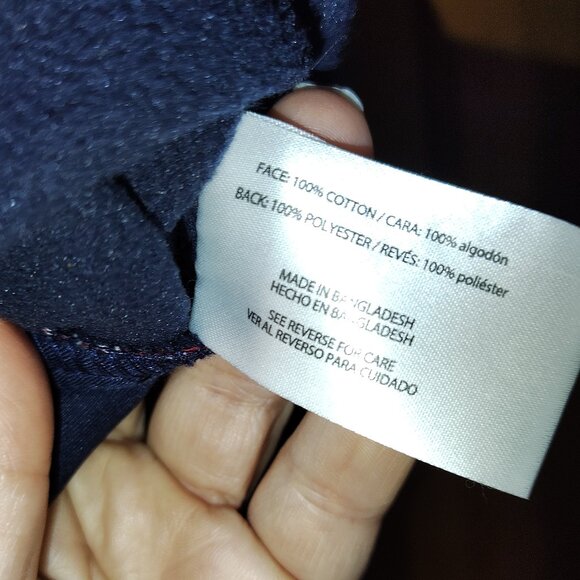 FACE: 100% COTTON / CARA: 100% algodón
BACK: 100% POLYESTER / REVÉS: 100% poliéster
MADE IN BANGLADESH
HECHO EN BANGLADESH
SEE REVERSE FOR CARE
VER AL REVERSO PARA CUIDADO